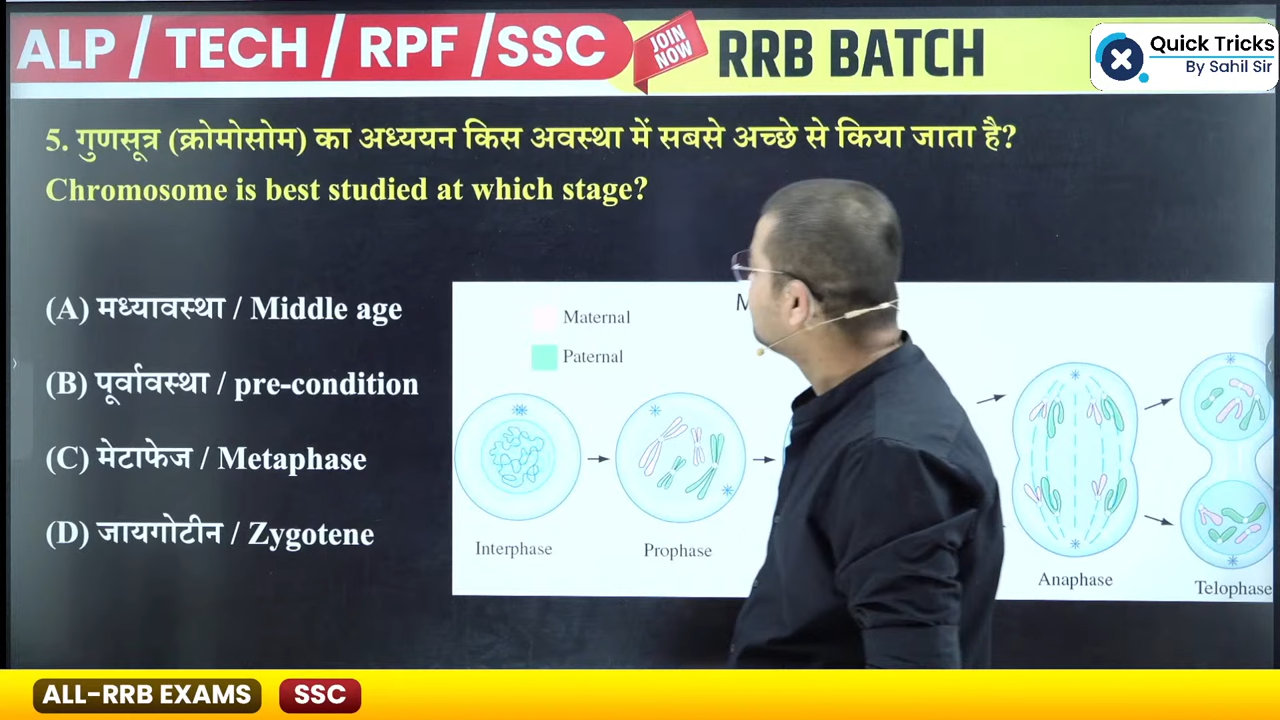 ALP / TECH / RPF / SSC
JOIN NOW
RRB BATCH
Quick Tricks
By Sahil Sir
5. गुणसूत्र (क्रोमोसोम) का अध्ययन किस अवस्था में सबसे अच्छे से किया जाता है?
Chromosome is best studied at which stage?
(A) मध्यावस्था / Middle age
(B) पूर्वावस्था / pre-condition
(C) मेटाफेज / Metaphase
(D) जायगोटीन / Zygotene
Maternal
Paternal
Interphase
Prophase
Anaphase
Telophase
ALL-RRB EXAMS
SSC